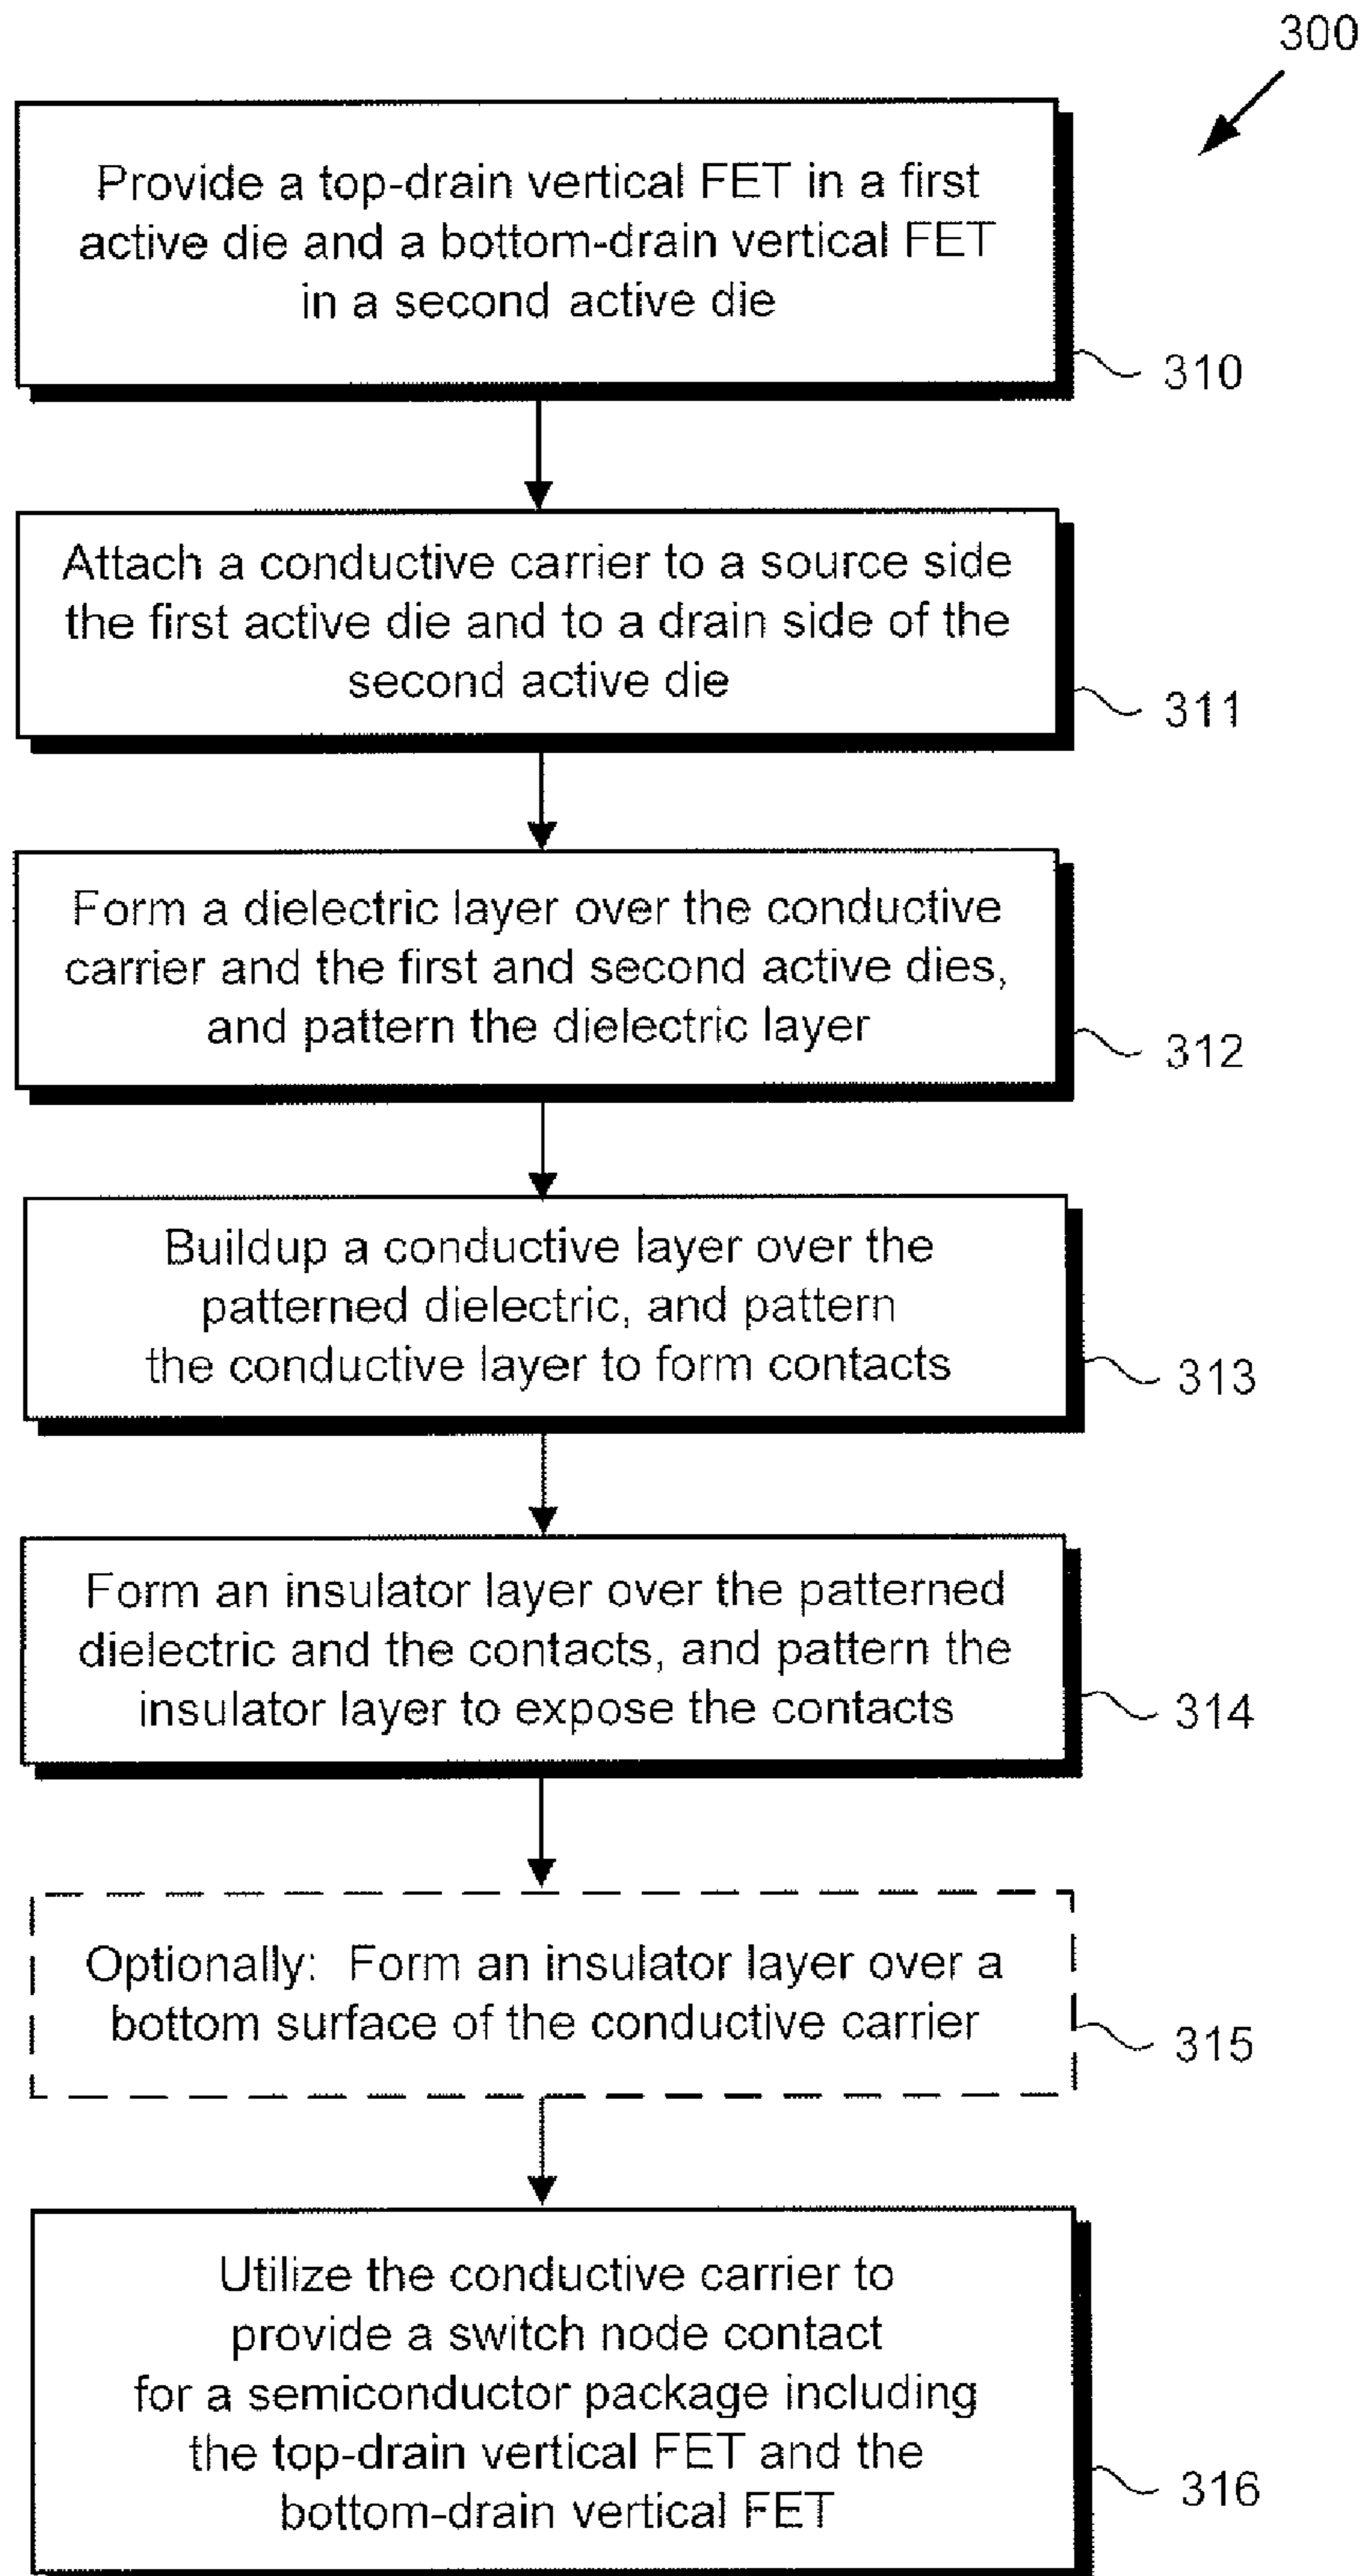 300
Provide a top-drain vertical FET in a first
active die and a bottom-drain vertical FET
in a second active die
310
Attach a conductive carrier to a source side
the first active die and to a drain side of the
second active die
311
Form a dielectric layer over the conductive
carrier and the first and second active dies,
and pattern the dielectric layer
312
Buildup a conductive layer over the
patterned dielectric, and pattern
the conductive layer to form contacts
313
Form an insulator layer over the patterned
dielectric and the contacts, and pattern the
insulator layer to expose the contacts
314
Optionally: Form an insulator layer over a
bottom surface of the conductive carrier
315
Utilize the conductive carrier to
provide a switch node contact
for a semiconductor package including
the top-drain vertical FET and the
bottom-drain vertical FET
316